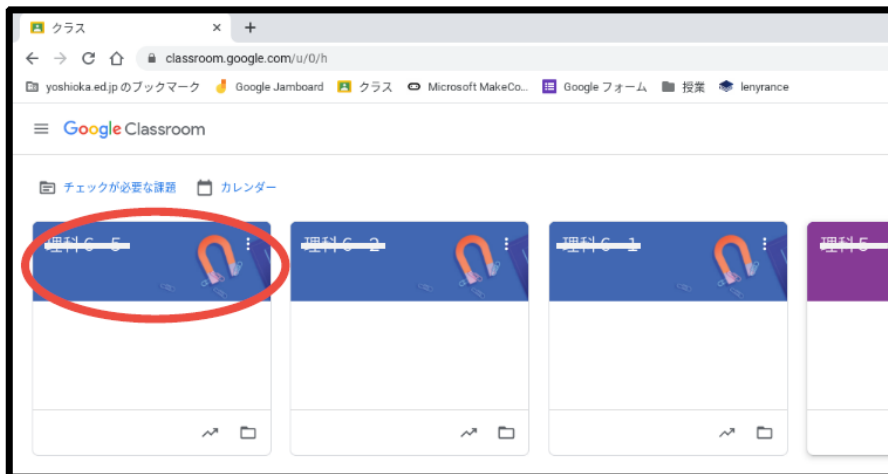 クラス
classroom.google.com/u/0/h
yoshioka.ed.jp のブックマーク Google Jamboard クラス Microsoft MakeCo... Google フォーム 授業 lenyrance
Google Classroom
チェックが必要な課題 カレンダー
理科6-5 理科6-2 理科6-1 理科5